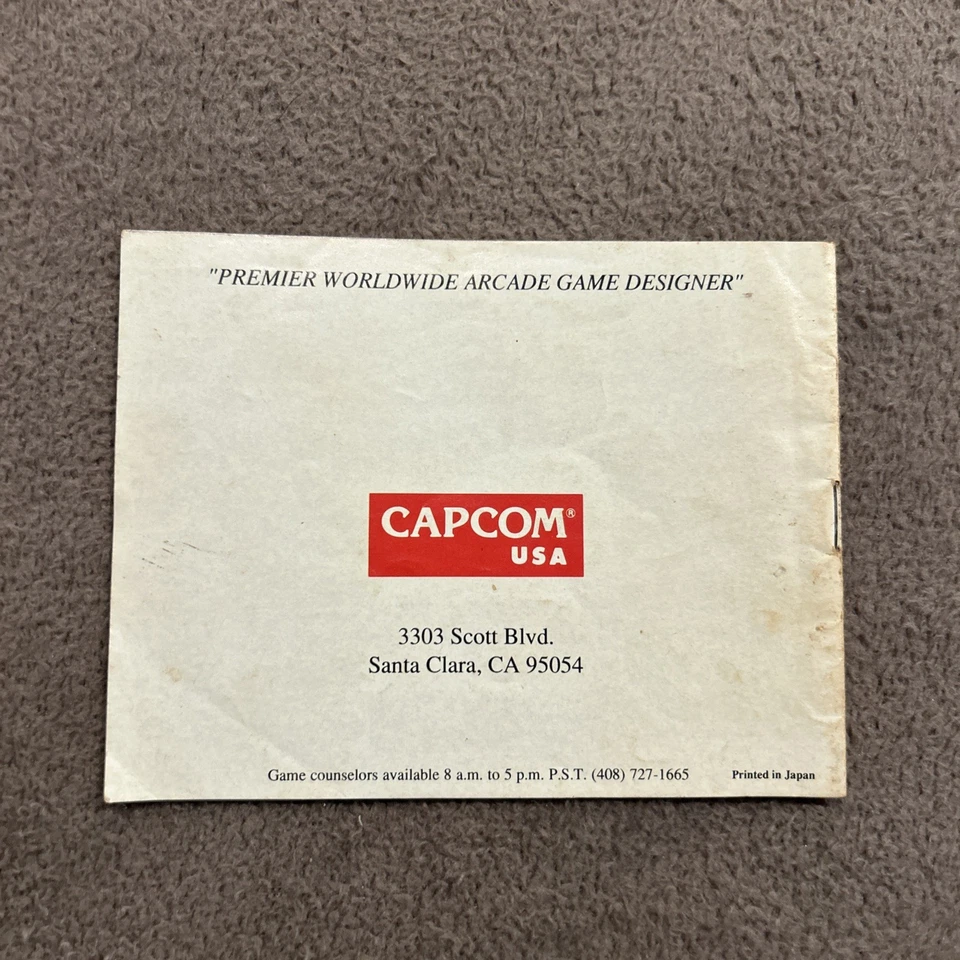 "PREMIER WORLDWIDE ARCADE GAME DESIGNER"
CAPCOM®
USA
3303 Scott Blvd.
Santa Clara, CA 95054
Game counselors available 8 a.m. to 5 p.m. P.S.T. (408) 727-1665 Printed in Japan